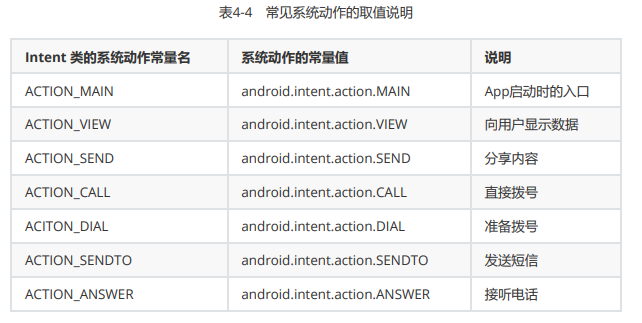 表4-4 常见系统动作的取值说明
Intent 类的系统动作常量名 系统动作的常量值 说明
ACTION_MAIN android.intent.action.MAIN App启动时的入口
ACTION_VIEW android.intent.action.VIEW 向用户显示数据
ACTION_SEND android.intent.action.SEND 分享内容
ACTION_CALL android.intent.action.CALL 直接拨号
ACITON_DIAL android.intent.action.DIAL 准备拨号
ACTION_SENDTO android.intent.action.SENDTO 发送短信
ACTION_ANSWER android.intent.action.ANSWER 接听电话